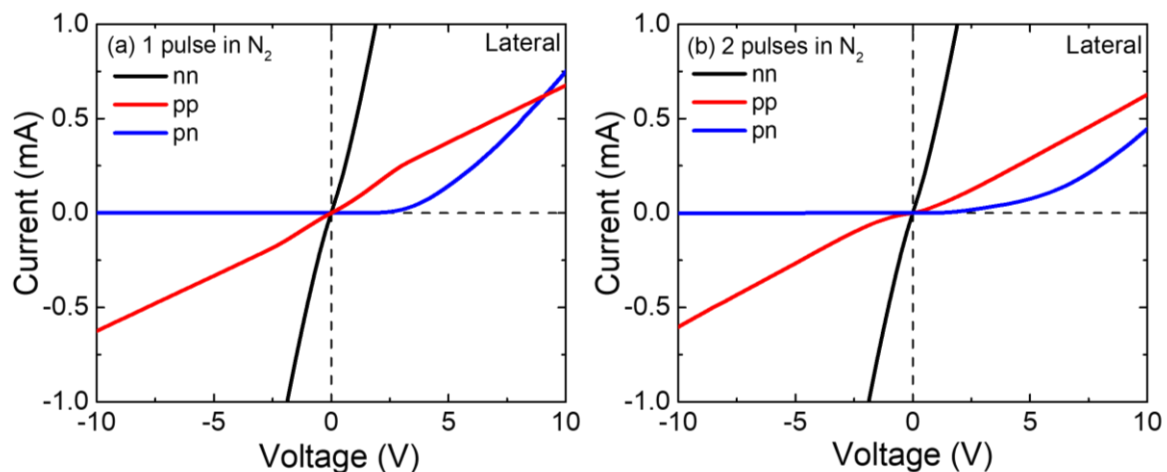 (a) 1 pulse in N₂
Lateral
nn
pp
pn
1.0
0.5
0.0
-0.5
-1.0
Current (mA)
-10
-5
0
5
10
Voltage (V)
(b) 2 pulses in N₂
Lateral
nn
pp
pn
1.0
0.5
0.0
-0.5
-1.0
Current (mA)
-10
-5
0
5
10
Voltage (V)